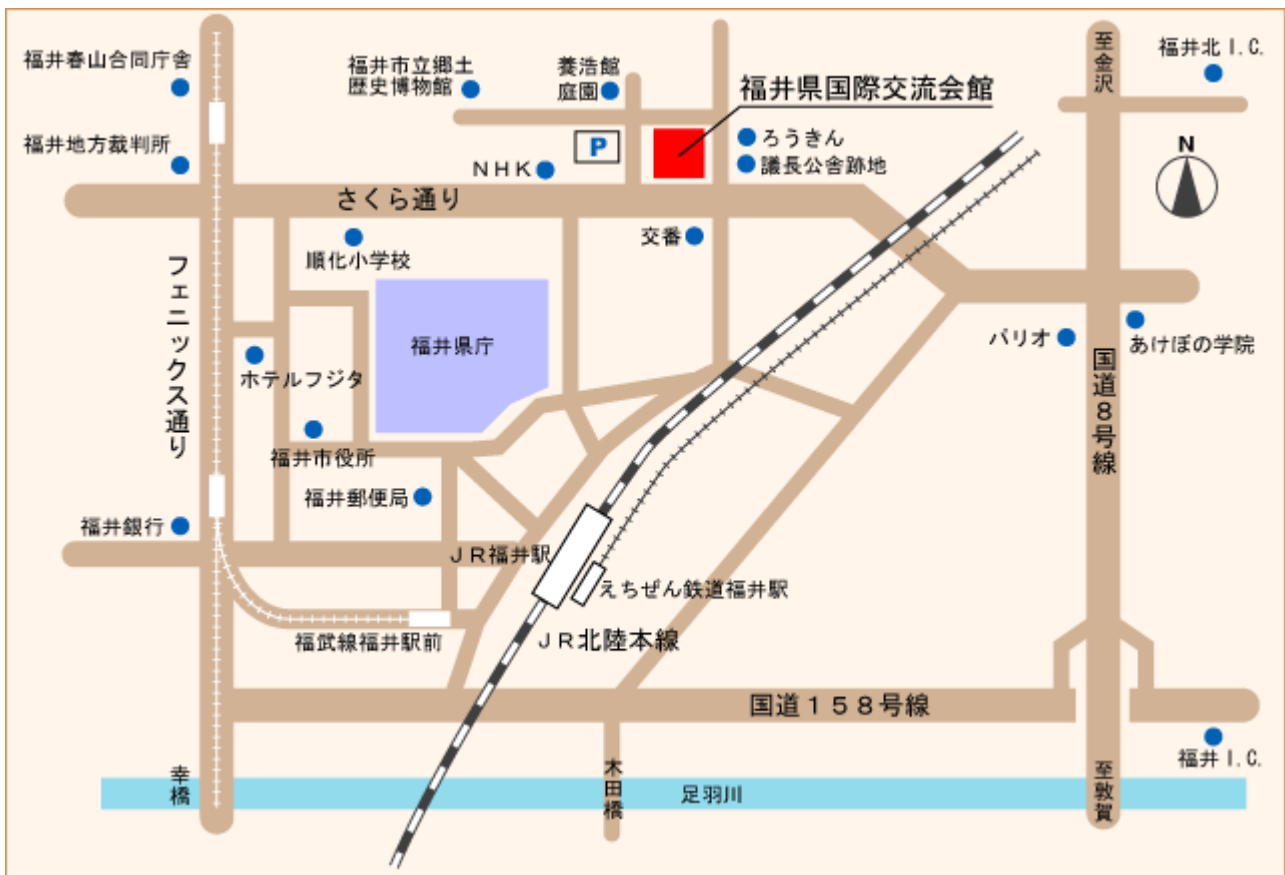 福井春山合同庁舎
福井市立郷土
歴史博物館
養浩館
庭園
福井県国際交流会館
至金沢
福井北 I.C.
福井地方裁判所
NHK
P
ろうきん
議長公舎跡地
N
さくら通り
順化小学校
交番
フェニックス通り
福井県庁
ホテルフジタ
パリオ
あけぼの学院
国道8号線
福井市役所
福井郵便局
福井銀行
JR福井駅
えちぜん鉄道福井駅
福武線福井駅前
JR北陸本線
国道158号線
福井 I.C.
幸橋
木田橋
足羽川
至敦賀